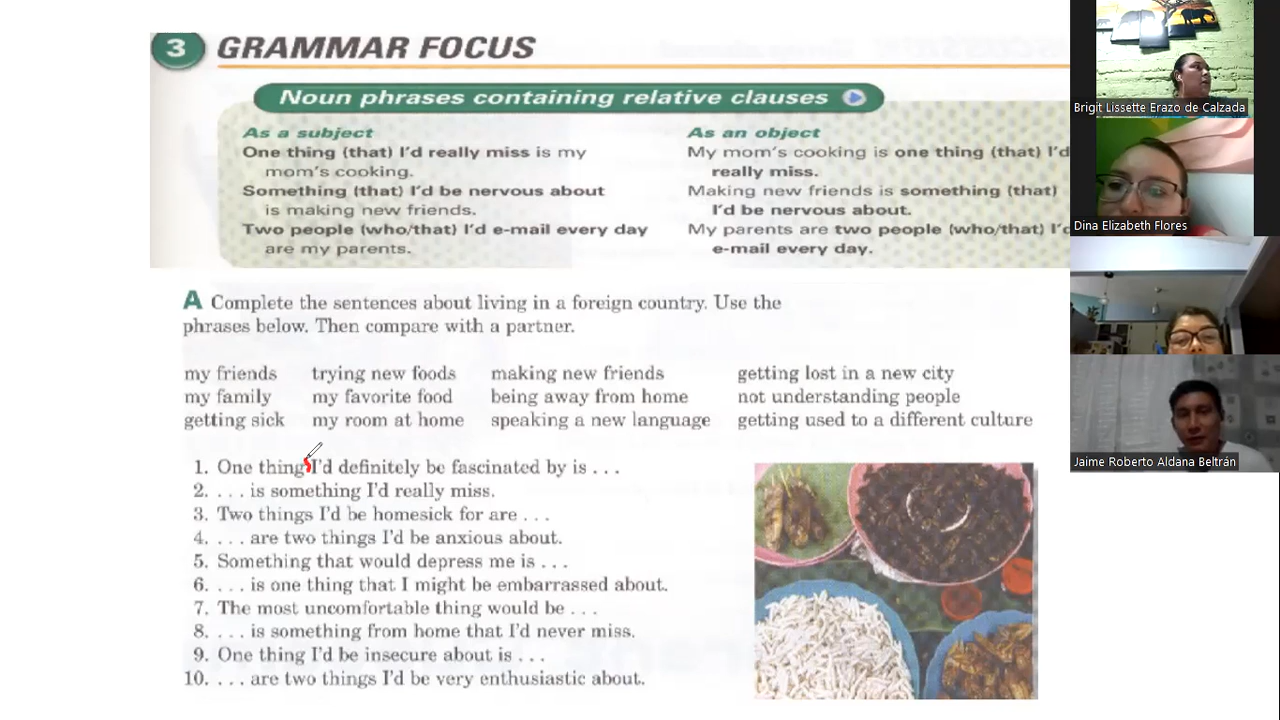 3 GRAMMAR FOCUS
Noun phrases containing relative clauses
As a subject
One thing (that) I'd really miss is my
mom's cooking.
Something (that) I'd be nervous about
is making new friends.
Two people (who/that) I'd e-mail every day
are my parents.
As an object
My mom's cooking is one thing (that) I'd
really miss.
Making new friends is something (that)
I'd be nervous about.
My parents are two people (who/that) I'd
e-mail every day.
A Complete the sentences about living in a foreign country. Use the
phrases below. Then compare with a partner.
my friends trying new foods making new friends getting lost in a new city
my family my favorite food being away from home not understanding people
getting sick my room at home speaking a new language getting used to a different culture
1. One thing I'd definitely be fascinated by is . . .
2. . . . is something I'd really miss.
3. Two things I'd be homesick for are . . .
4. . . . are two things I'd be anxious about.
5. Something that would depress me is . . .
6. . . . is one thing that I might be embarrassed about.
7. The most uncomfortable thing would be . . .
8. . . . is something from home that I'd never miss.
9. One thing I'd be insecure about is . . .
10. . . . are two things I'd be very enthusiastic about.
Brigit Lissette Erazo de Calzada
Dina Elizabeth Flores
Jaime Roberto Aldana Beltrán